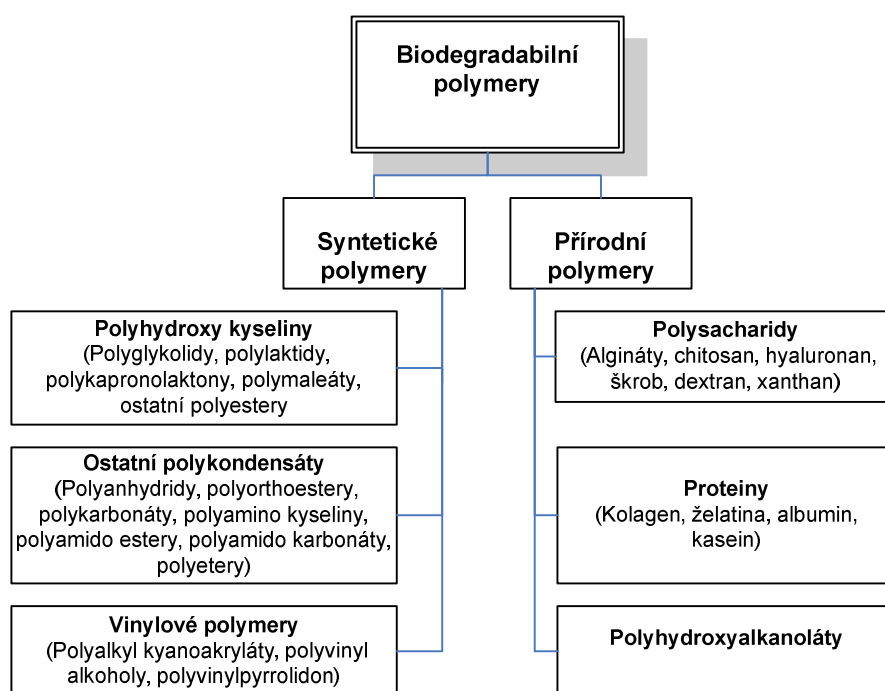 Biodegradabilní
polymery
Syntetické
polymery
Přírodní
polymery
Polyhydroxy kyseliny
(Polyglykolidy, polylaktidy,
polykapronolaktony, polymaleáty,
ostatní polyestery
Ostatní polykondensáty
(Polyanhydridy, polyorthoestery,
polykarbonáty, polyamino kyseliny,
polyamido estery, polyamido karbonáty,
polyetery)
Vinylové polymery
(Polyalkyl kyanoakryláty, polyvinyl
alkoholy, polyvinylpyrrolidon)
Polysacharidy
(Algináty, chitosan, hyaluronan,
škrob, dextran, xanthan)
Proteiny
(Kolagen, želatina, albumin,
kasein)
Polyhydroxyalkanoláty